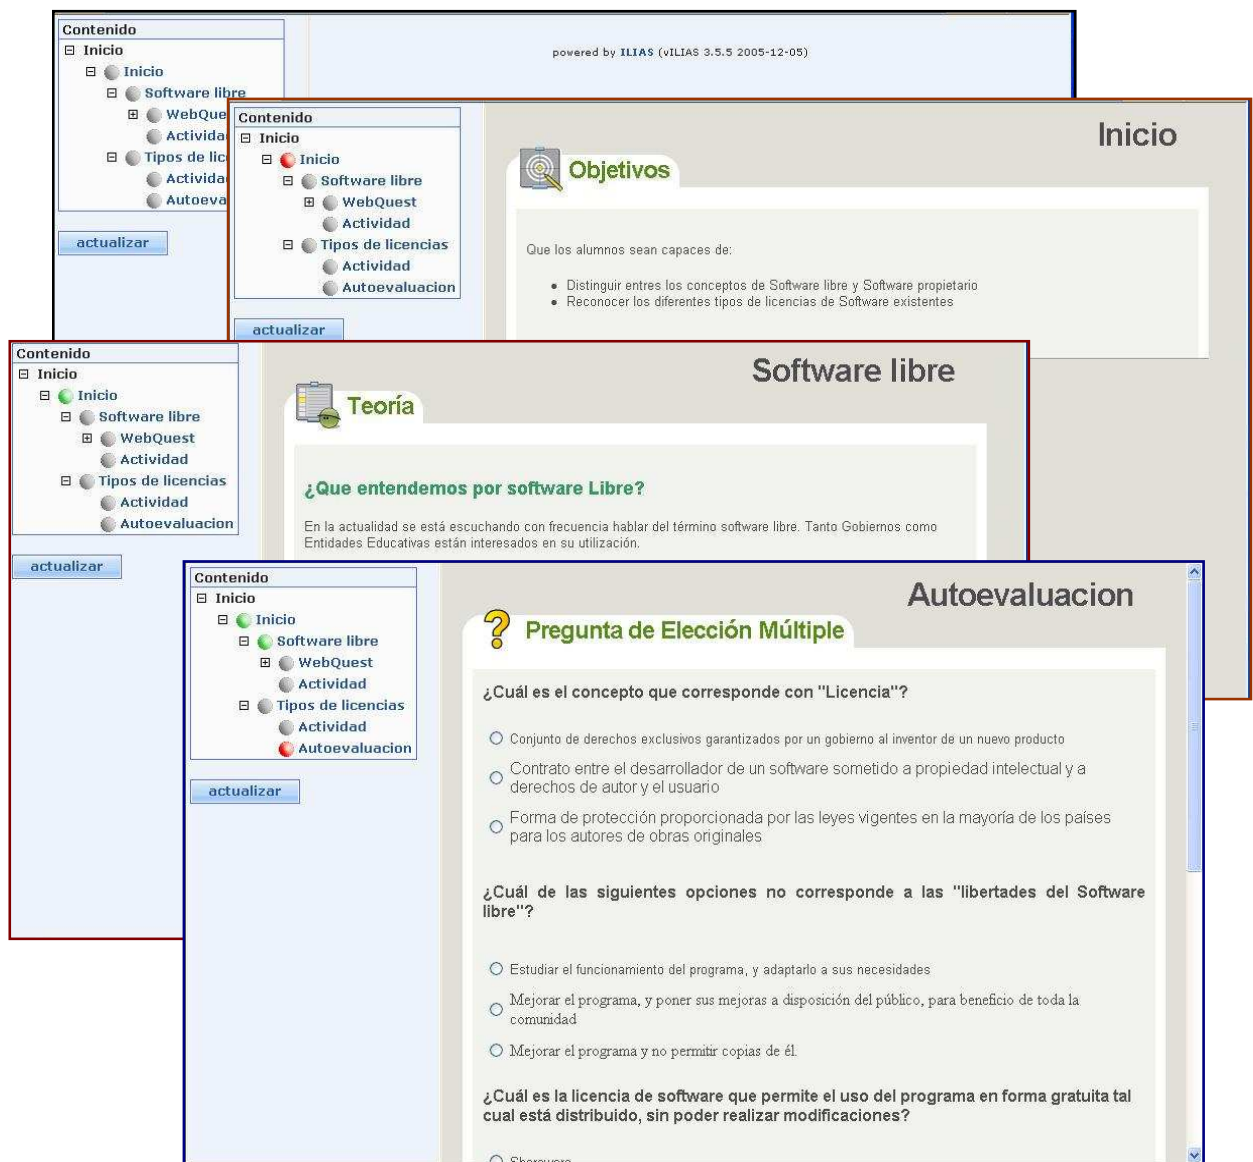 Contenido
Inicio
Inicio
Software libre
WebQue
Activida
Tipos de lic
Activida
Autoeva
actualizar
powered by ILIAS (vILIAS 3.5.5 2005-12-05)
Contenido
Inicio
Inicio
Software libre
WebQuest
Actividad
Tipos de licencias
Actividad
Autoevaluacion
actualizar
Inicio
Objetivos
Que los alumnos sean capaces de:
Distinguir entres los conceptos de Software libre y Software propietario
Reconocer los diferentes tipos de licencias de Software existentes
Contenido
Inicio
Inicio
Software libre
WebQuest
Actividad
Tipos de licencias
Actividad
Autoevaluacion
actualizar
Software libre
Teoría
¿Que entendemos por software Libre?
En la actualidad se está escuchando con frecuencia hablar del término software libre. Tanto Gobiernos como
Entidades Educativas están interesados en su utilización.
Contenido
Inicio
Inicio
Software libre
WebQuest
Actividad
Tipos de licencias
Actividad
Autoevaluacion
actualizar
Autoevaluacion
Pregunta de Elección Múltiple
¿Cuál es el concepto que corresponde con "Licencia"?
Conjunto de derechos exclusivos garantizados por un gobierno al inventor de un nuevo producto
Contrato entre el desarrollador de un software sometido a propiedad intelectual y a
derechos de autor y el usuario
Forma de protección proporcionada por las leyes vigentes en la mayoría de los países
para los autores de obras originales
¿Cuál de las siguientes opciones no corresponde a las "libertades del Software
libre"?
Estudiar el funcionamiento del programa, y adaptarlo a sus necesidades
Mejorar el programa, y poner sus mejoras a disposición del público, para beneficio de toda la
comunidad
Mejorar el programa y no permitir copias de él.
¿Cuál es la licencia de software que permite el uso del programa en forma gratuita tal
cual está distribuido, sin poder realizar modificaciones?
Shareware